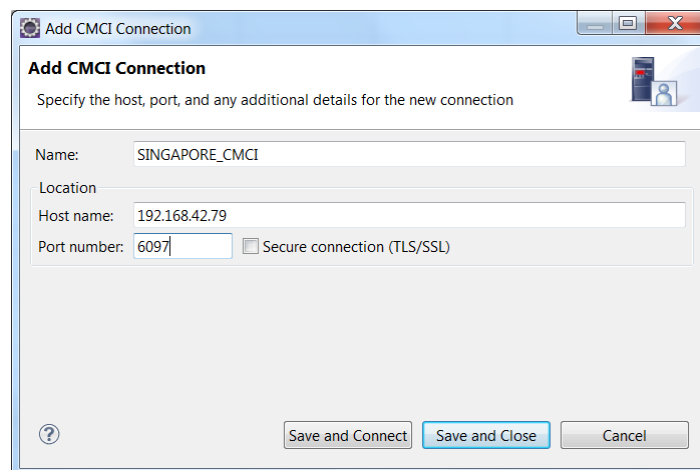 Add CMCI Connection
Add CMCI Connection
Specify the host, port, and any additional details for the new connection
Name: SINGAPORE_CMCI
Location
Host name: 192.168.42.79
Port number: 6097 Secure connection (TLS/SSL)
? Save and Connect Save and Close Cancel